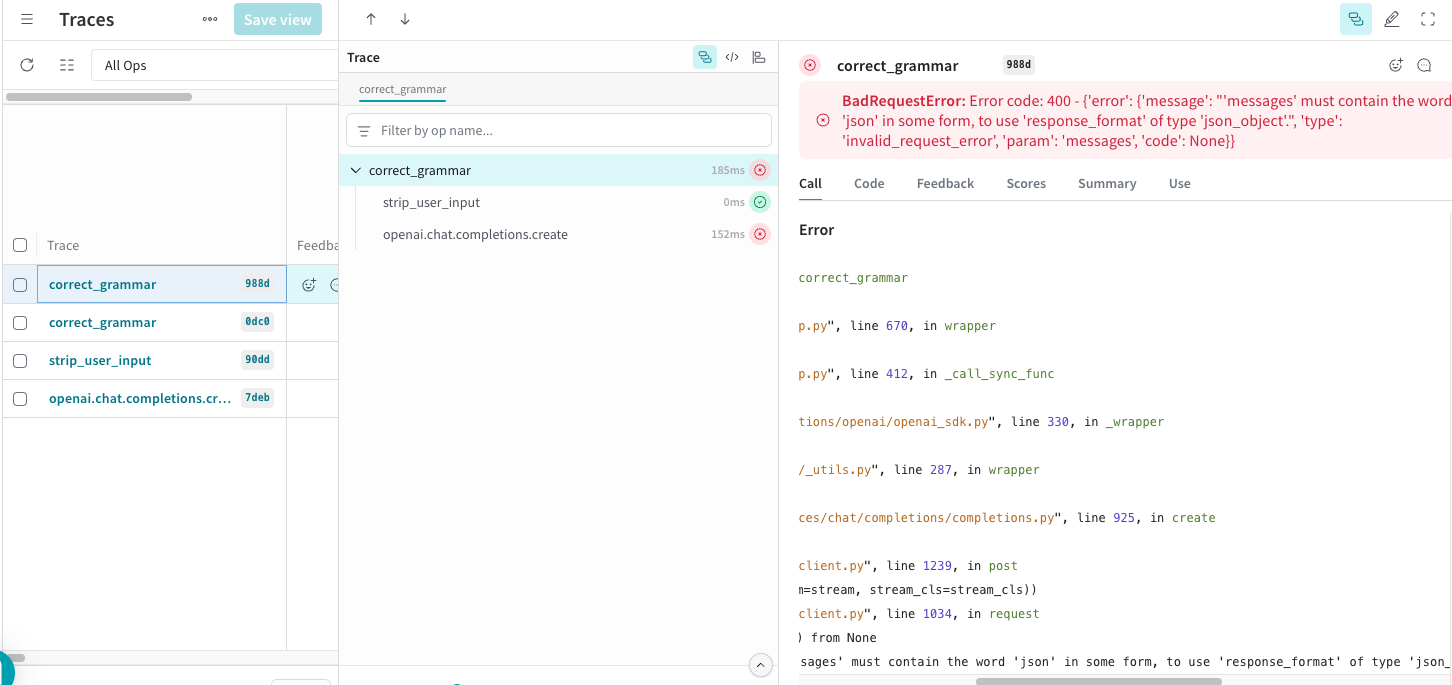 Traces
Save view
All Ops
Trace
Feedba
correct_grammar 988d
correct_grammar 0dc0
strip_user_input 90dd
openai.chat.completions.cr... 7deb
Trace
correct_grammar
Filter by op name...
correct_grammar 185ms
strip_user_input 0ms
openai.chat.completions.create 152ms
correct_grammar 988d
BadRequestError: Error code: 400 - {'error': {'message': "'messages' must contain the word
'json' in some form, to use 'response_format' of type 'json_object'.", 'type':
'invalid_request_error', 'param': 'messages', 'code': None}}
Call Code Feedback Scores Summary Use
Error
correct_grammar
p.py", line 670, in wrapper
p.py", line 412, in _call_sync_func
tions/openai/openai_sdk.py", line 330, in _wrapper
/_utils.py", line 287, in wrapper
ces/chat/completions/completions.py", line 925, in create
client.py", line 1239, in post
m=stream, stream_cls=stream_cls))
client.py", line 1034, in request
) from None
sages' must contain the word 'json' in some form, to use 'response_format' of type 'json_